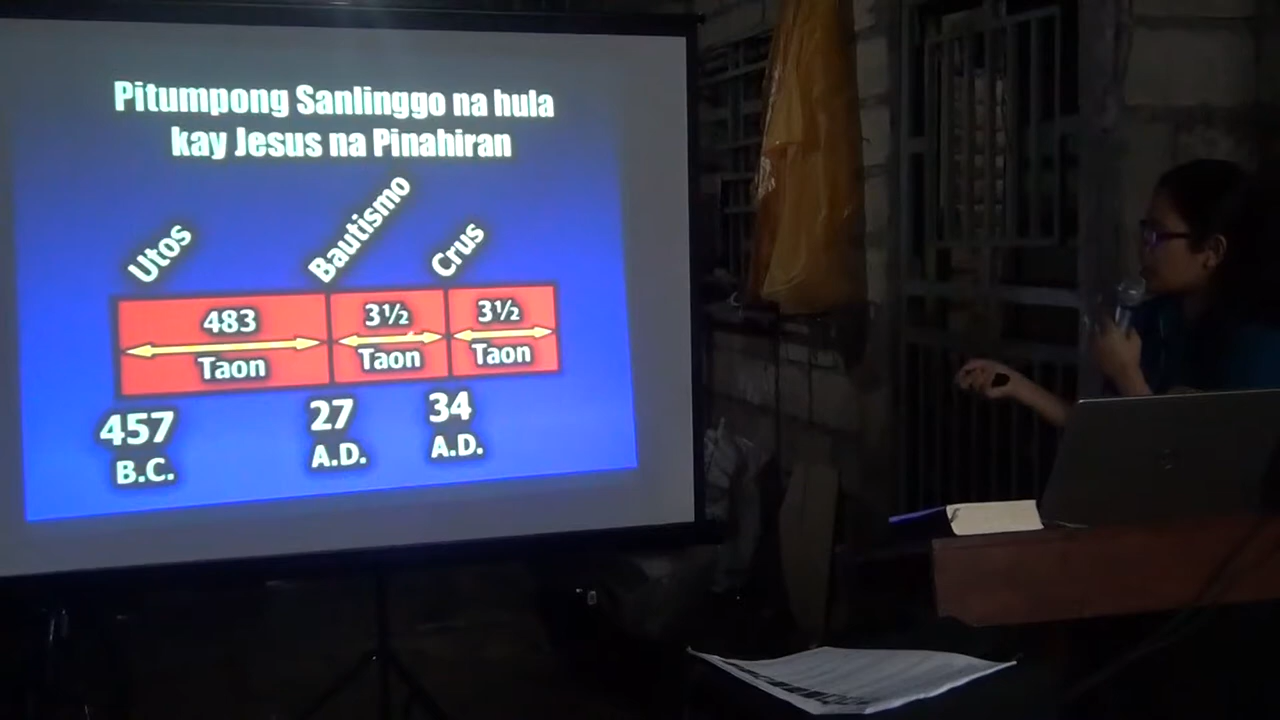 Pitumpong Sanlinggo na hula
kay Jesus na Pinahiran
Utos
Bautismo
Crus
483
Taon
3½
Taon
3½
Taon
457
B.C.
27
A.D.
34
A.D.